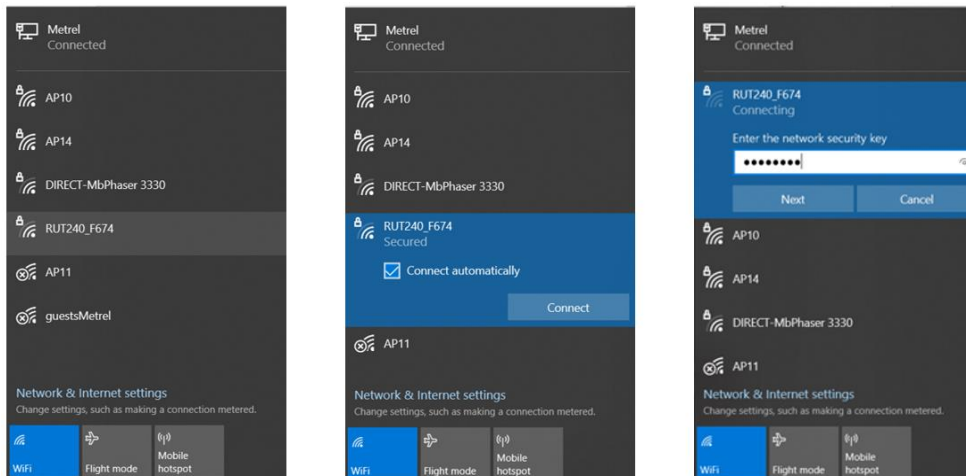 Metrel
Connected
AP10
AP14
DIRECT-MbPhaser 3330
RUT240_F674
AP11
guestsMetrel
Network & Internet settings
Change settings, such as making a connection metered.
WiFi
Flight mode
Mobile
hotspot
Metrel
Connected
AP10
AP14
DIRECT-MbPhaser 3330
RUT240_F674
Secured
Connect automatically
Connect
AP11
Network & Internet settings
Change settings, such as making a connection metered.
WiFi
Flight mode
Mobile
hotspot
Metrel
Connected
RUT240_F674
Connecting
Enter the network security key
••••••••
Next
Cancel
AP10
AP14
DIRECT-MbPhaser 3330
AP11
Network & Internet settings
Change settings, such as making a connection metered.
WiFi
Flight mode
Mobile
hotspot